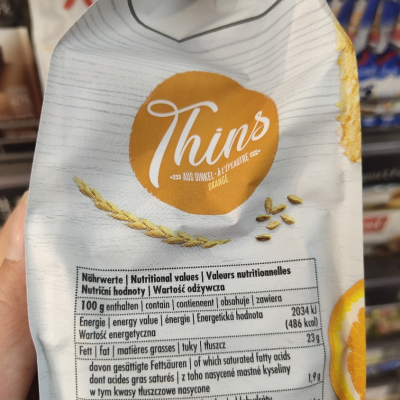 Thins
AUS DINKEL · À L'ÉPEAUTRE
ORANGE
Nährwerte | Nutritional values | Valeurs nutritionnelles
Nutriční hodnoty | Wartość odżywcza
100 g enthalten | contain | contiennent | obsahuje | zawiera
Energie | energy value | énergie | Energetická hodnota
Wartość energetyczna
2034 kJ
(486 kcal)
Fett | fat | matières grasses | tuky | tłuszcz
23 g
davon gesättigte Fettsäuren | of which saturated fatty acids
dont acides gras saturés | z toho nasycené mastné kyseliny
w tym kwasy tłuszczowe nasycone
1,9 g